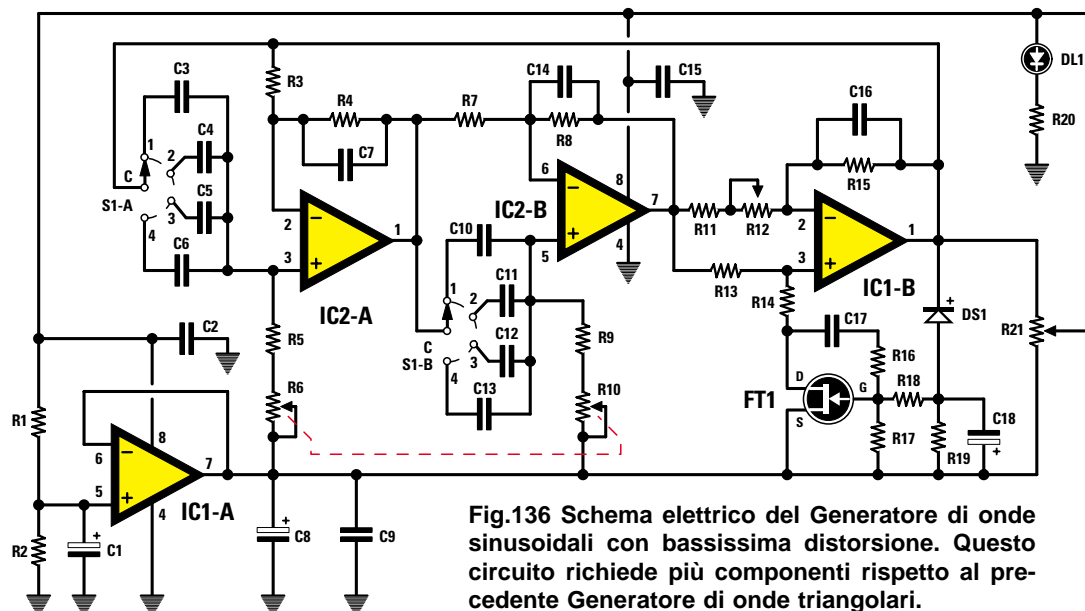 C3
R3
C4
C5
C6
1
2
3
4
C
S1-A
R4
C7
2
3
1
IC2-A
R5
R6
C2
R1
R2
C1
6
5
8
7
4
IC1-A
C8
C9
R7
C14
R8
C15
6
5
8
7
4
IC2-B
C10
C11
C12
C13
1
2
3
4
C
S1-B
R9
R10
R11
R12
R13
R14
C16
R15
2
3
1
IC1-B
C17
R16
D
G
S
FT1
R18
R17
R19
DS1
C18
R21
DL1
R20
+
+
+
+
+
+
+
Fig.136 Schema elettrico del Generatore di onde
sinusoidali con bassissima distorsione. Questo
circuito richiede più componenti rispetto al pre-
cedente Generatore di onde triangolari.